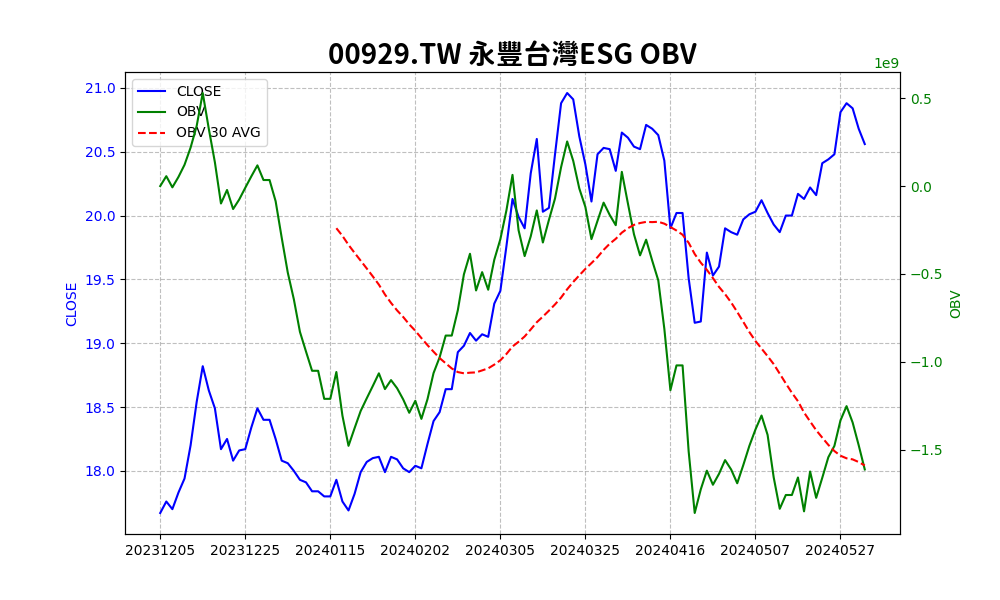 00929.TW 永豐台灣ESG OBV
1e9
CLOSE
OBV
OBV 30 AVG
21.0
20.5
20.0
19.5
19.0
18.5
18.0
CLOSE
0.5
0.0
−0.5
−1.0
−1.5
OBV
20231205 20231225 20240115 20240202 20240305 20240325 20240416 20240507 20240527